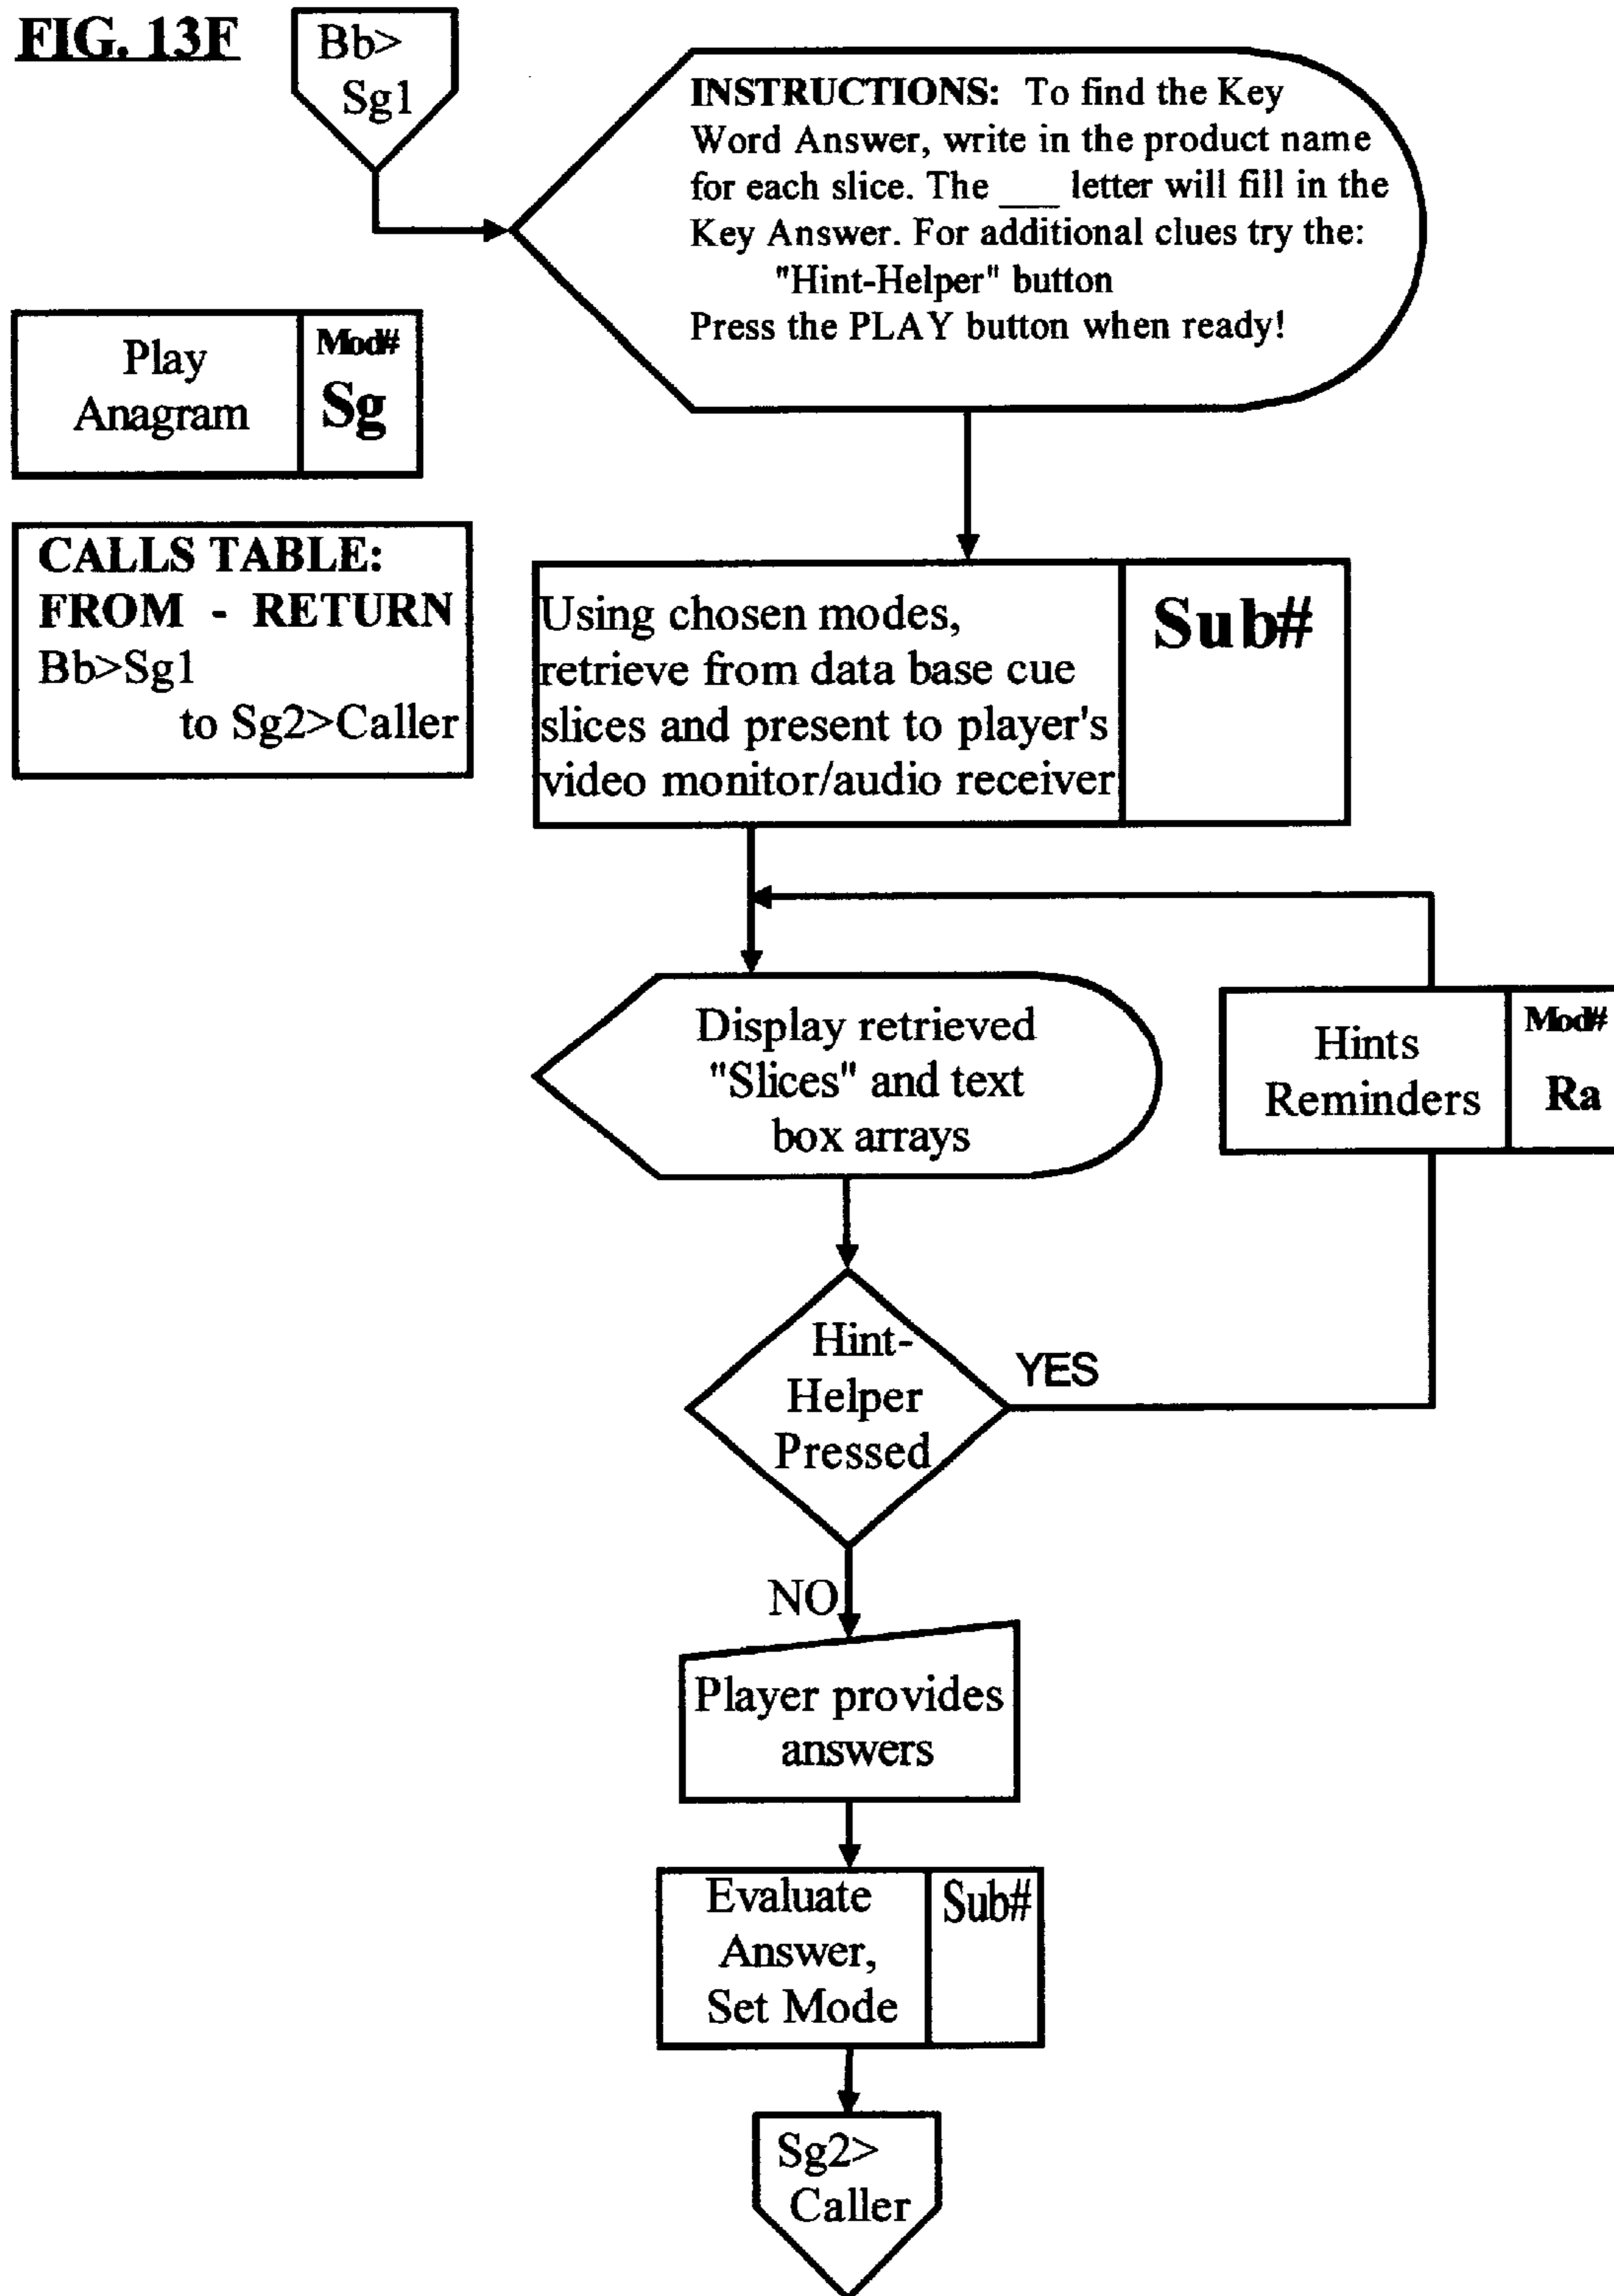 FIG. 13F
Bb>
Sg1
INSTRUCTIONS: To find the Key
Word Answer, write in the product name
for each slice. The ___ letter will fill in the
Key Answer. For additional clues try the:
"Hint-Helper" button
Press the PLAY button when ready!
Play
Anagram
Mod#
Sg
CALLS TABLE:
FROM - RETURN
Bb>Sg1
to Sg2>Caller
Using chosen modes,
retrieve from data base cue
slices and present to player's
video monitor/audio receiver
Sub#
Display retrieved
"Slices" and text
box arrays
Hints
Reminders
Mod#
Ra
Hint-
Helper
Pressed
YES
NO
Player provides
answers
Evaluate
Answer,
Set Mode
Sub#
Sg2>
Caller